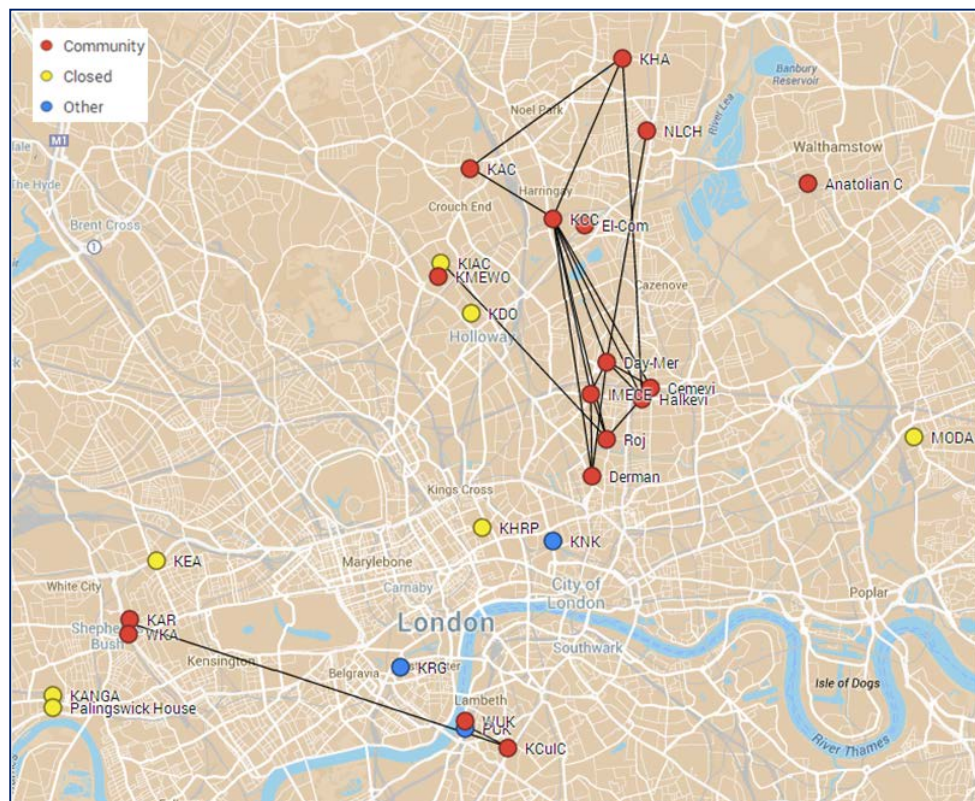 Community
Closed
Other
KHA
Banbury
Reservoir
Noel Park
River Lea
M1
NLCH
Walthamstow
The Hyde
KAC
Harringay
Anatolian C
Crouch End
KCC
El-Com
Brent Cross
1
KIAC
KMEWO
Cazenove
KDO
Holloway
Day-Mer
Cemevi
IMECE
Halkevi
Roj
MODA
Derman
Kings Cross
KHRP
KNK
KEA
Marylebone
White City
Carnaby
City of
London
Poplar
KAR
Shepherd's
Bush
WKA
London
Kensington
Southwark
Belgravia
KRG
Isle of Dogs
KANGA
Palingswick House
Lambeth
WUK
PUK
KCulC
River Thames